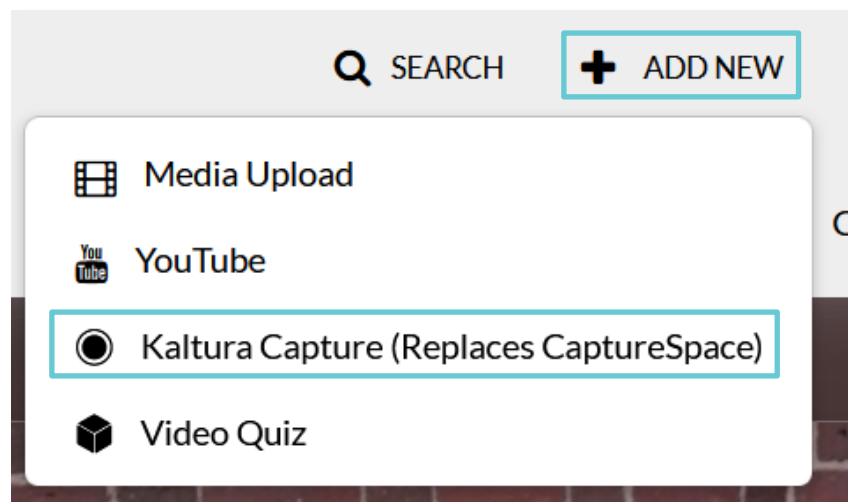 SEARCH
ADD NEW
Media Upload
You
Tube
YouTube
Kaltura Capture (Replaces CaptureSpace)
Video Quiz